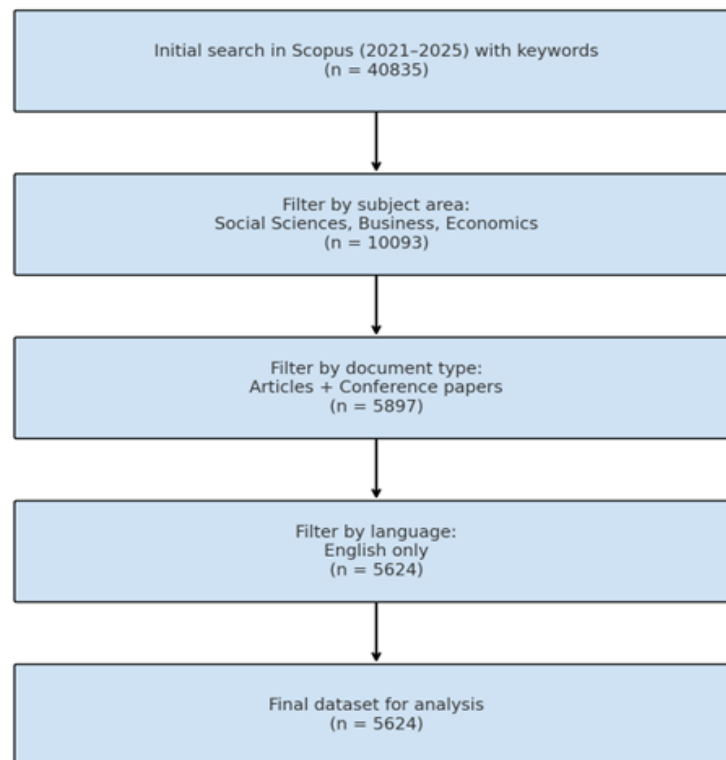 Initial search in Scopus (2021–2025) with keywords
(n = 40835)
Filter by subject area:
Social Sciences, Business, Economics
(n = 10093)
Filter by document type:
Articles + Conference papers
(n = 5897)
Filter by language:
English only
(n = 5624)
Final dataset for analysis
(n = 5624)